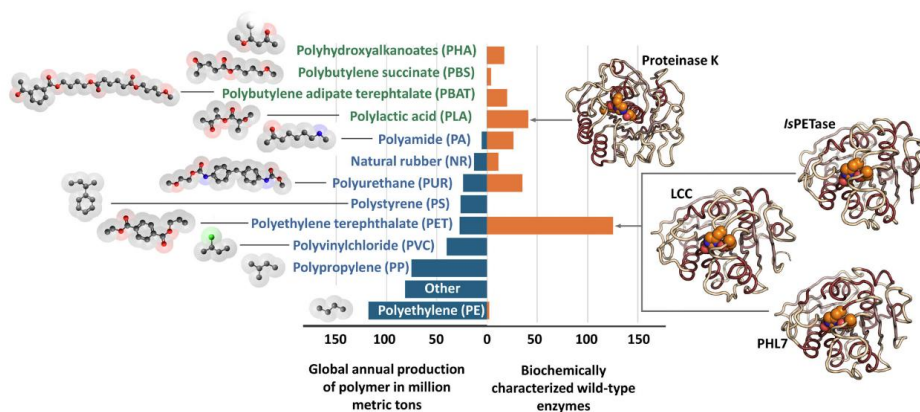 Polyhydroxyalkanoates (PHA)
Polybutylene succinate (PBS)
Polybutylene adipate terephtalate (PBAT)
Polylactic acid (PLA)
Polyamide (PA)
Natural rubber (NR)
Polyurethane (PUR)
Polystyrene (PS)
Polyethylene terephthalate (PET)
Polyvinylchloride (PVC)
Polypropylene (PP)
Other
Polyethylene (PE)
150 100 50 0 50 100 150
Global annual production
of polymer in million
metric tons
Biochemically
characterized wild-type
enzymes
Proteinase K
IsPETase
LCC
PHL7